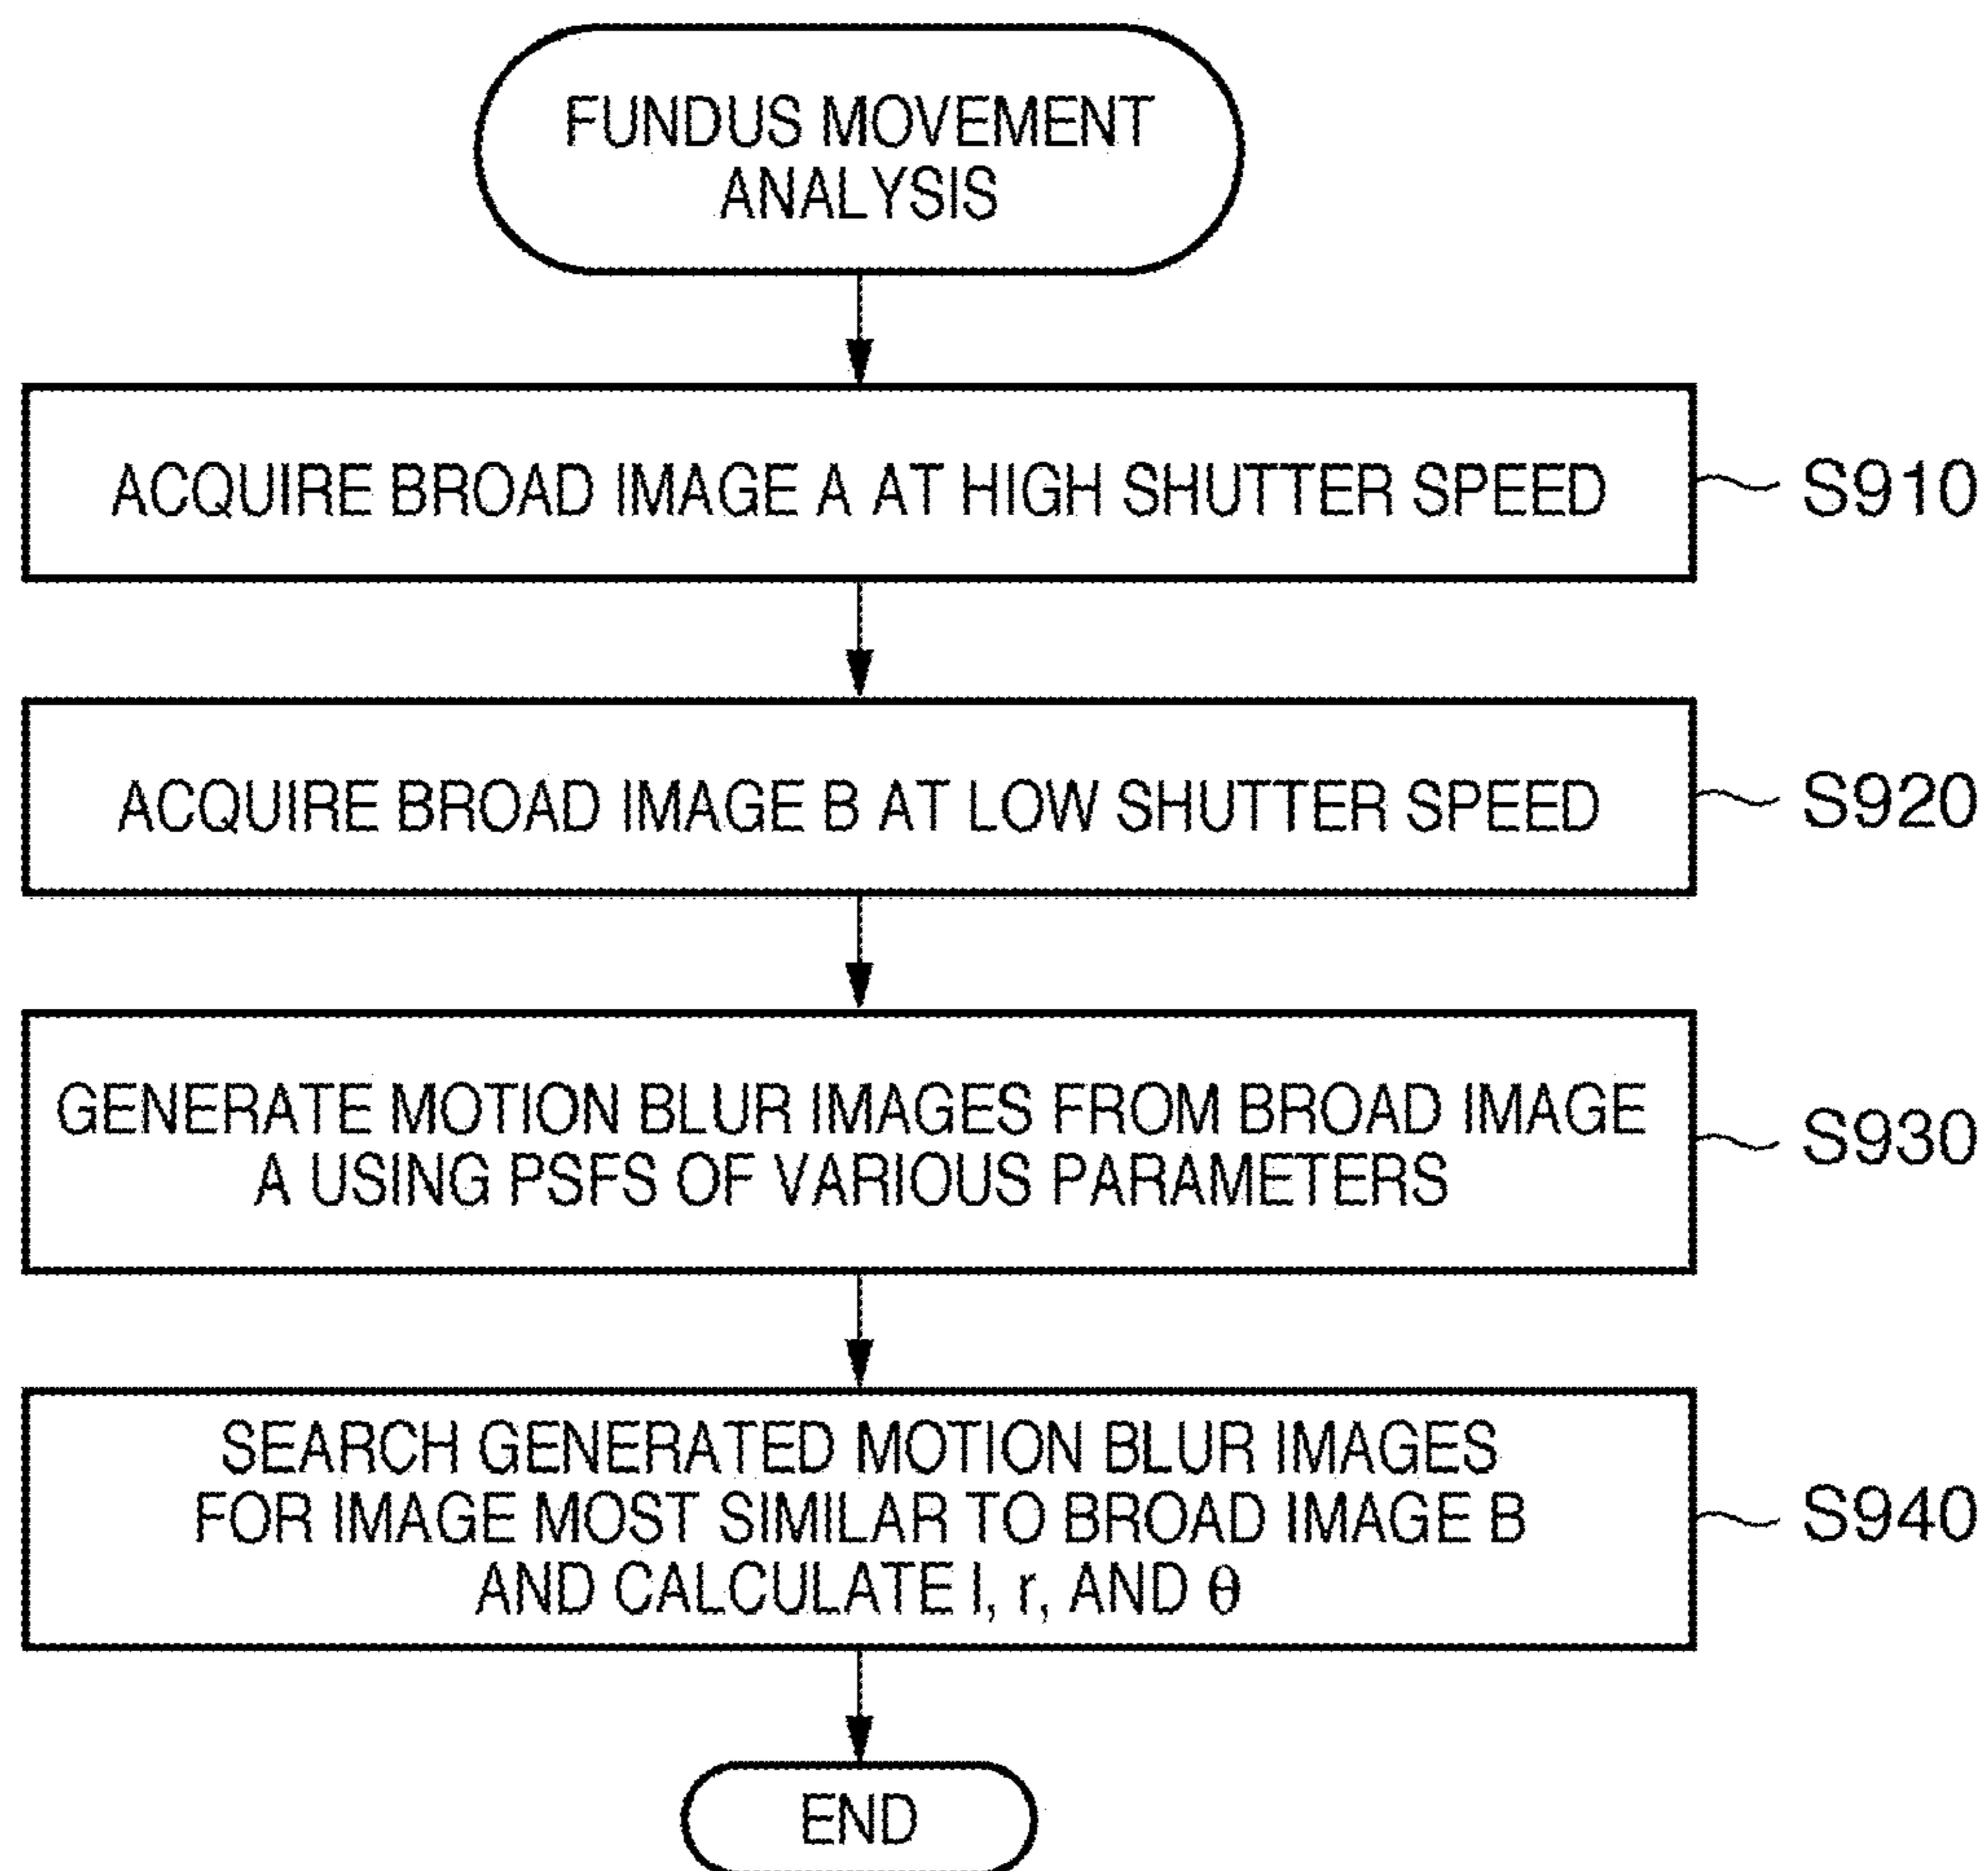 FUNDUS MOVEMENT
ANALYSIS
ACQUIRE BROAD IMAGE A AT HIGH SHUTTER SPEED
S910
ACQUIRE BROAD IMAGE B AT LOW SHUTTER SPEED
S920
GENERATE MOTION BLUR IMAGES FROM BROAD IMAGE
A USING PSFS OF VARIOUS PARAMETERS
S930
SEARCH GENERATED MOTION BLUR IMAGES
FOR IMAGE MOST SIMILAR TO BROAD IMAGE B
AND CALCULATE l, r, AND θ
S940
END